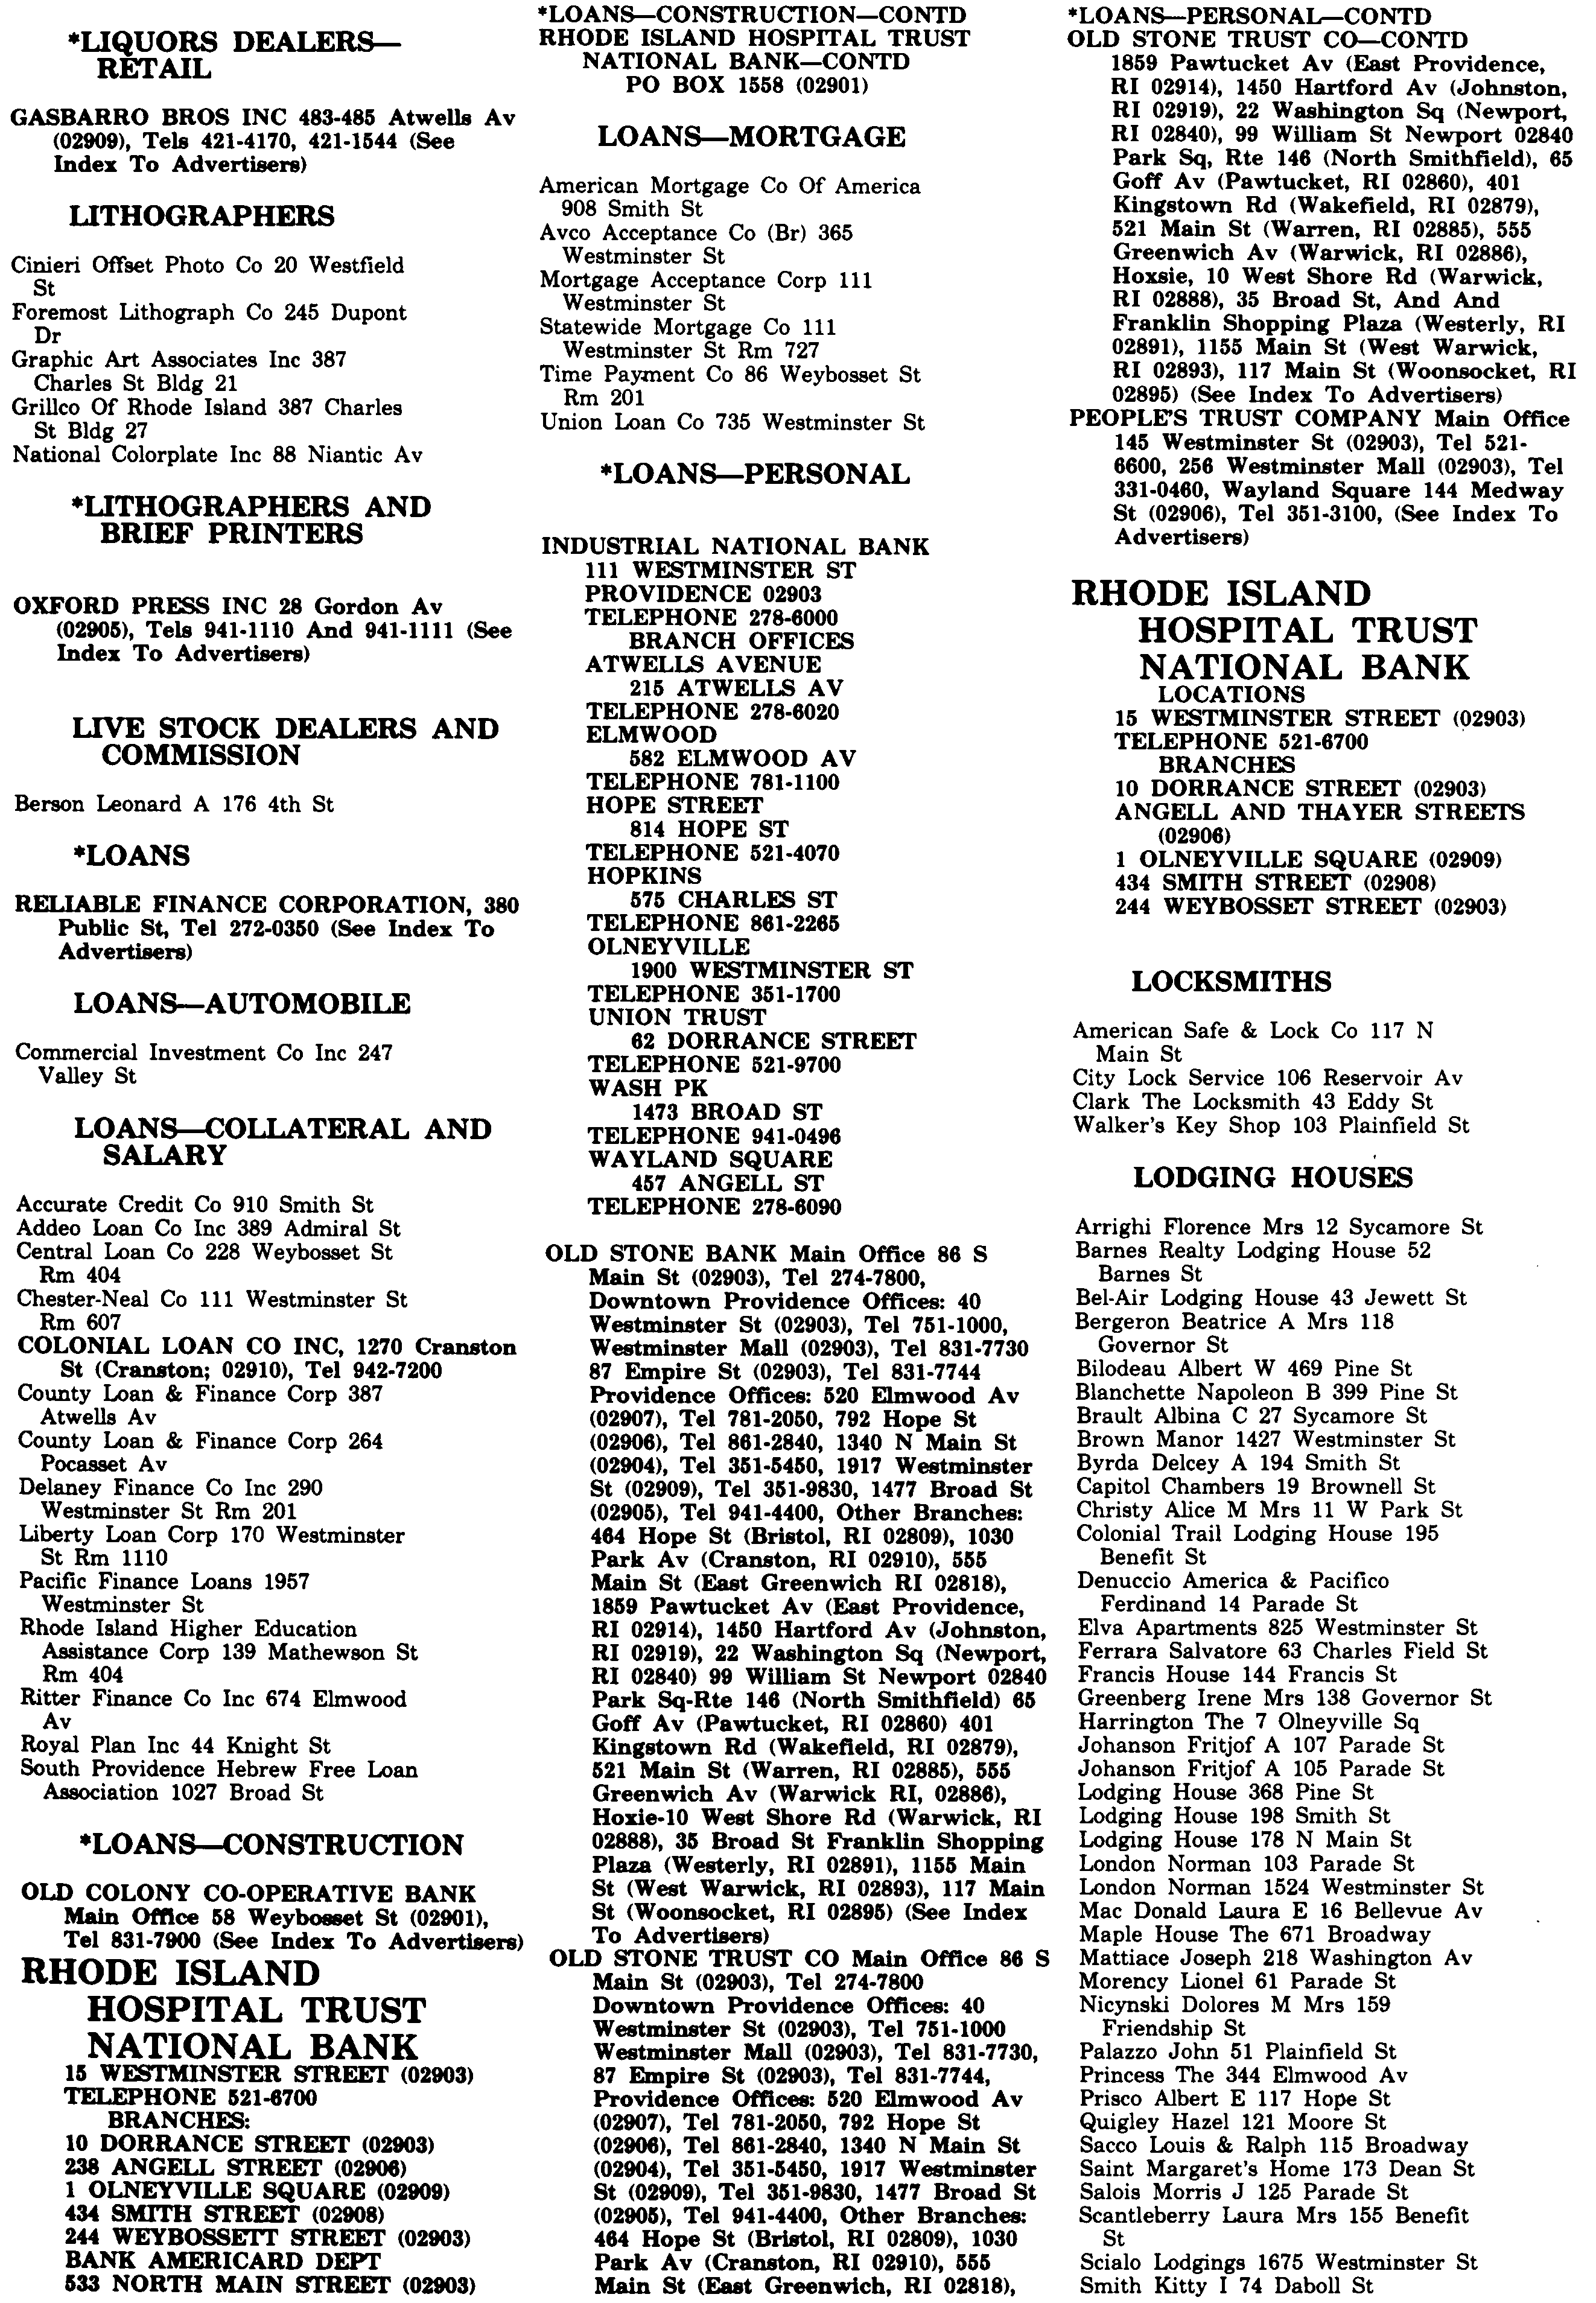 *LIQUORS DEALERS—
RETAIL
GASBARRO BROS INC 483-485 Atwells Av
(02909), Tels 421-4170, 421-1544 (See
Index To Advertisers)
LITHOGRAPHERS
Cinieri Offset Photo Co 20 Westfield
St
Foremost Lithograph Co 245 Dupont
Dr
Graphic Art Associates Inc 387
Charles St Bldg 21
Grillco Of Rhode Island 387 Charles
St Bldg 27
National Colorplate Inc 88 Niantic Av
*LITHOGRAPHERS AND
BRIEF PRINTERS
OXFORD PRESS INC 28 Gordon Av
(02905), Tels 941-1110 And 941-1111 (See
Index To Advertisers)
LIVE STOCK DEALERS AND
COMMISSION
Berson Leonard A 176 4th St
*LOANS
RELIABLE FINANCE CORPORATION, 380
Public St, Tel 272-0350 (See Index To
Advertisers)
LOANS—AUTOMOBILE
Commercial Investment Co Inc 247
Valley St
LOANS—COLLATERAL AND
SALARY
Accurate Credit Co 910 Smith St
Addeo Loan Co Inc 389 Admiral St
Central Loan Co 228 Weybosset St
Rm 404
Chester-Neal Co 111 Westminster St
Rm 607
COLONIAL LOAN CO INC, 1270 Cranston
St (Cranston; 02910), Tel 942-7200
County Loan & Finance Corp 387
Atwells Av
County Loan & Finance Corp 264
Pocasset Av
Delaney Finance Co Inc 290
Westminster St Rm 201
Liberty Loan Corp 170 Westminster
St Rm 1110
Pacific Finance Loans 1957
Westminster St
Rhode Island Higher Education
Assistance Corp 139 Mathewson St
Rm 404
Ritter Finance Co Inc 674 Elmwood
Av
Royal Plan Inc 44 Knight St
South Providence Hebrew Free Loan
Association 1027 Broad St
*LOANS—CONSTRUCTION
OLD COLONY CO-OPERATIVE BANK
Main Office 58 Weybosset St (02901),
Tel 831-7900 (See Index To Advertisers)
RHODE ISLAND
HOSPITAL TRUST
NATIONAL BANK
15 WESTMINSTER STREET (02903)
TELEPHONE 521-6700
BRANCHES:
10 DORRANCE STREET (02903)
238 ANGELL STREET (02906)
1 OLNEYVILLE SQUARE (02909)
434 SMITH STREET (02908)
244 WEYBOSSETT STREET (02903)
BANK AMERICARD DEPT
533 NORTH MAIN STREET (02903)
*LOANS—CONSTRUCTION—CONTD
RHODE ISLAND HOSPITAL TRUST
NATIONAL BANK—CONTD
PO BOX 1558 (02901)
LOANS—MORTGAGE
American Mortgage Co Of America
908 Smith St
Avco Acceptance Co (Br) 365
Westminster St
Mortgage Acceptance Corp 111
Westminster St
Statewide Mortgage Co 111
Westminster St Rm 727
Time Payment Co 86 Weybosset St
Rm 201
Union Loan Co 735 Westminster St
*LOANS—PERSONAL
INDUSTRIAL NATIONAL BANK
111 WESTMINSTER ST
PROVIDENCE 02903
TELEPHONE 278-6000
BRANCH OFFICES
ATWELLS AVENUE
215 ATWELLS AV
TELEPHONE 278-6020
ELMWOOD
582 ELMWOOD AV
TELEPHONE 781-1100
HOPE STREET
814 HOPE ST
TELEPHONE 521-4070
HOPKINS
575 CHARLES ST
TELEPHONE 861-2265
OLNEYVILLE
1900 WESTMINSTER ST
TELEPHONE 351-1700
UNION TRUST
62 DORRANCE STREET
TELEPHONE 521-9700
WASH PK
1473 BROAD ST
TELEPHONE 941-0496
WAYLAND SQUARE
457 ANGELL ST
TELEPHONE 278-6090
OLD STONE BANK Main Office 86 S
Main St (02903), Tel 274-7800,
Downtown Providence Offices: 40
Westminster St (02903), Tel 751-1000,
Westminster Mall (02903), Tel 831-7730
87 Empire St (02903), Tel 831-7744
Providence Offices: 520 Elmwood Av
(02907), Tel 781-2050, 792 Hope St
(02906), Tel 861-2840, 1340 N Main St
(02904), Tel 351-5450, 1917 Westminster
St (02909), Tel 351-9830, 1477 Broad St
(02905), Tel 941-4400, Other Branches:
464 Hope St (Bristol, RI 02809), 1030
Park Av (Cranston, RI 02910), 555
Main St (East Greenwich RI 02818),
1859 Pawtucket Av (East Providence,
RI 02914), 1450 Hartford Av (Johnston,
RI 02919), 22 Washington Sq (Newport,
RI 02840) 99 William St Newport 02840
Park Sq-Rte 146 (North Smithfield) 65
Goff Av (Pawtucket, RI 02860) 401
Kingstown Rd (Wakefield, RI 02879),
521 Main St (Warren, RI 02885), 555
Greenwich Av (Warwick RI, 02886),
Hoxie-10 West Shore Rd (Warwick, RI
02888), 35 Broad St Franklin Shopping
Plaza (Westerly, RI 02891), 1155 Main
St (West Warwick, RI 02893), 117 Main
St (Woonsocket, RI 02895) (See Index
To Advertisers)
OLD STONE TRUST CO Main Office 86 S
Main St (02903), Tel 274-7800
Downtown Providence Offices: 40
Westminster St (02903), Tel 751-1000
Westminster Mall (02903), Tel 831-7730,
87 Empire St (02903), Tel 831-7744,
Providence Offices: 520 Elmwood Av
(02907), Tel 781-2050, 792 Hope St
(02906), Tel 861-2840, 1340 N Main St
(02904), Tel 351-5450, 1917 Westminster
St (02909), Tel 351-9830, 1477 Broad St
(02905), Tel 941-4400, Other Branches:
464 Hope St (Bristol, RI 02809), 1030
Park Av (Cranston, RI 02910), 555
Main St (East Greenwich, RI 02818),
*LOANS—PERSONAL—CONTD
OLD STONE TRUST CO—CONTD
1859 Pawtucket Av (East Providence,
RI 02914), 1450 Hartford Av (Johnston,
RI 02919), 22 Washington Sq (Newport,
RI 02840), 99 William St Newport 02840
Park Sq, Rte 146 (North Smithfield), 65
Goff Av (Pawtucket, RI 02860), 401
Kingstown Rd (Wakefield, RI 02879),
521 Main St (Warren, RI 02885), 555
Greenwich Av (Warwick, RI 02886),
Hoxsie, 10 West Shore Rd (Warwick,
RI 02888), 35 Broad St, And And
Franklin Shopping Plaza (Westerly, RI
02891), 1155 Main St (West Warwick,
RI 02893), 117 Main St (Woonsocket, RI
02895) (See Index To Advertisers)
PEOPLE'S TRUST COMPANY Main Office
145 Westminster St (02903), Tel 521-
6600, 256 Westminster Mall (02903), Tel
331-0460, Wayland Square 144 Medway
St (02906), Tel 351-3100, (See Index To
Advertisers)
RHODE ISLAND
HOSPITAL TRUST
NATIONAL BANK
LOCATIONS
15 WESTMINSTER STREET (02903)
TELEPHONE 521-6700
BRANCHES
10 DORRANCE STREET (02903)
ANGELL AND THAYER STREETS
(02906)
1 OLNEYVILLE SQUARE (02909)
434 SMITH STREET (02908)
244 WEYBOSSET STREET (02903)
LOCKSMITHS
American Safe & Lock Co 117 N
Main St
City Lock Service 106 Reservoir Av
Clark The Locksmith 43 Eddy St
Walker's Key Shop 103 Plainfield St
LODGING HOUSES
Arrighi Florence Mrs 12 Sycamore St
Barnes Realty Lodging House 52
Barnes St
Bel-Air Lodging House 43 Jewett St
Bergeron Beatrice A Mrs 118
Governor St
Bilodeau Albert W 469 Pine St
Blanchette Napoleon B 399 Pine St
Brault Albina C 27 Sycamore St
Brown Manor 1427 Westminster St
Byrda Delcey A 194 Smith St
Capitol Chambers 19 Brownell St
Christy Alice M Mrs 11 W Park St
Colonial Trail Lodging House 195
Benefit St
Denuccio America & Pacifico
Ferdinand 14 Parade St
Elva Apartments 825 Westminster St
Ferrara Salvatore 63 Charles Field St
Francis House 144 Francis St
Greenberg Irene Mrs 138 Governor St
Harrington The 7 Olneyville Sq
Johanson Fritjof A 107 Parade St
Johanson Fritjof A 105 Parade St
Lodging House 368 Pine St
Lodging House 198 Smith St
Lodging House 178 N Main St
London Norman 103 Parade St
London Norman 1524 Westminster St
Mac Donald Laura E 16 Bellevue Av
Maple House The 671 Broadway
Mattiace Joseph 218 Washington Av
Morency Lionel 61 Parade St
Nicynski Dolores M Mrs 159
Friendship St
Palazzo John 51 Plainfield St
Princess The 344 Elmwood Av
Prisco Albert E 117 Hope St
Quigley Hazel 121 Moore St
Sacco Louis & Ralph 115 Broadway
Saint Margaret's Home 173 Dean St
Salois Morris J 125 Parade St
Scantleberry Laura Mrs 155 Benefit
St
Scialo Lodgings 1675 Westminster St
Smith Kitty I 74 Daboll St